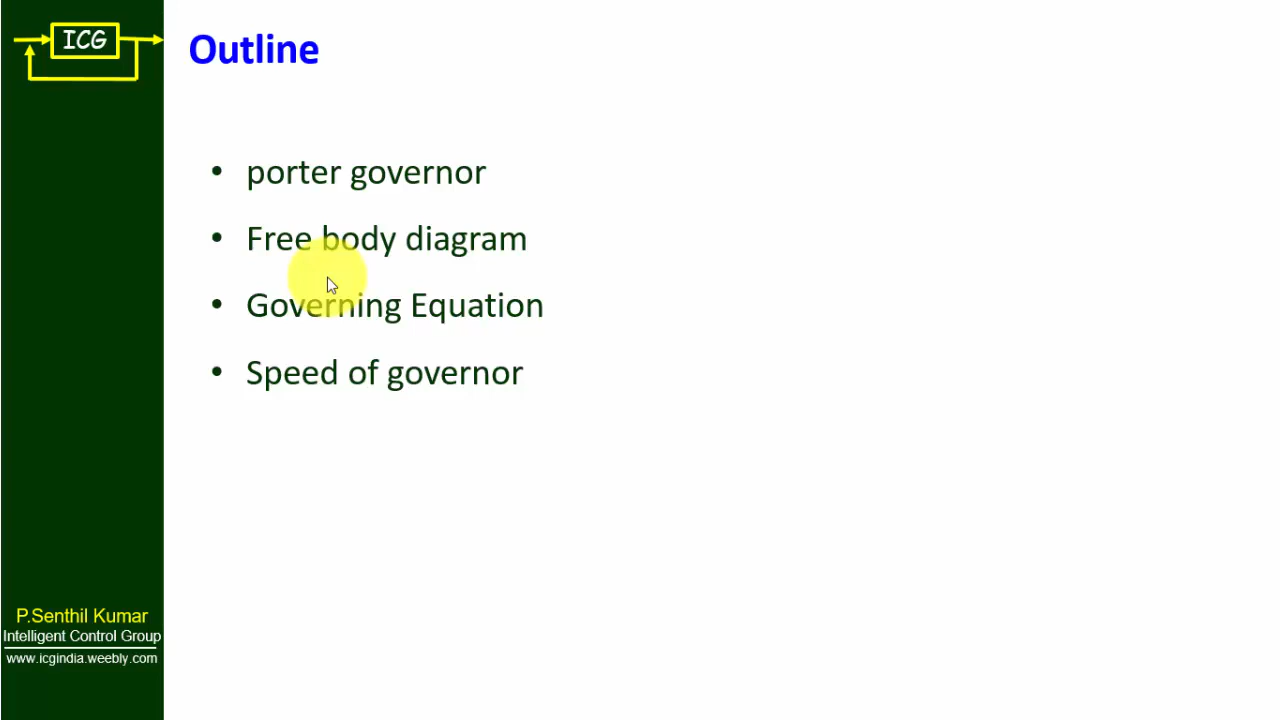 ICG
Outline
• porter governor
• Free body diagram
• Governing Equation
• Speed of governor
P.Senthil Kumar
Intelligent Control Group
www.icgindia.weebly.com